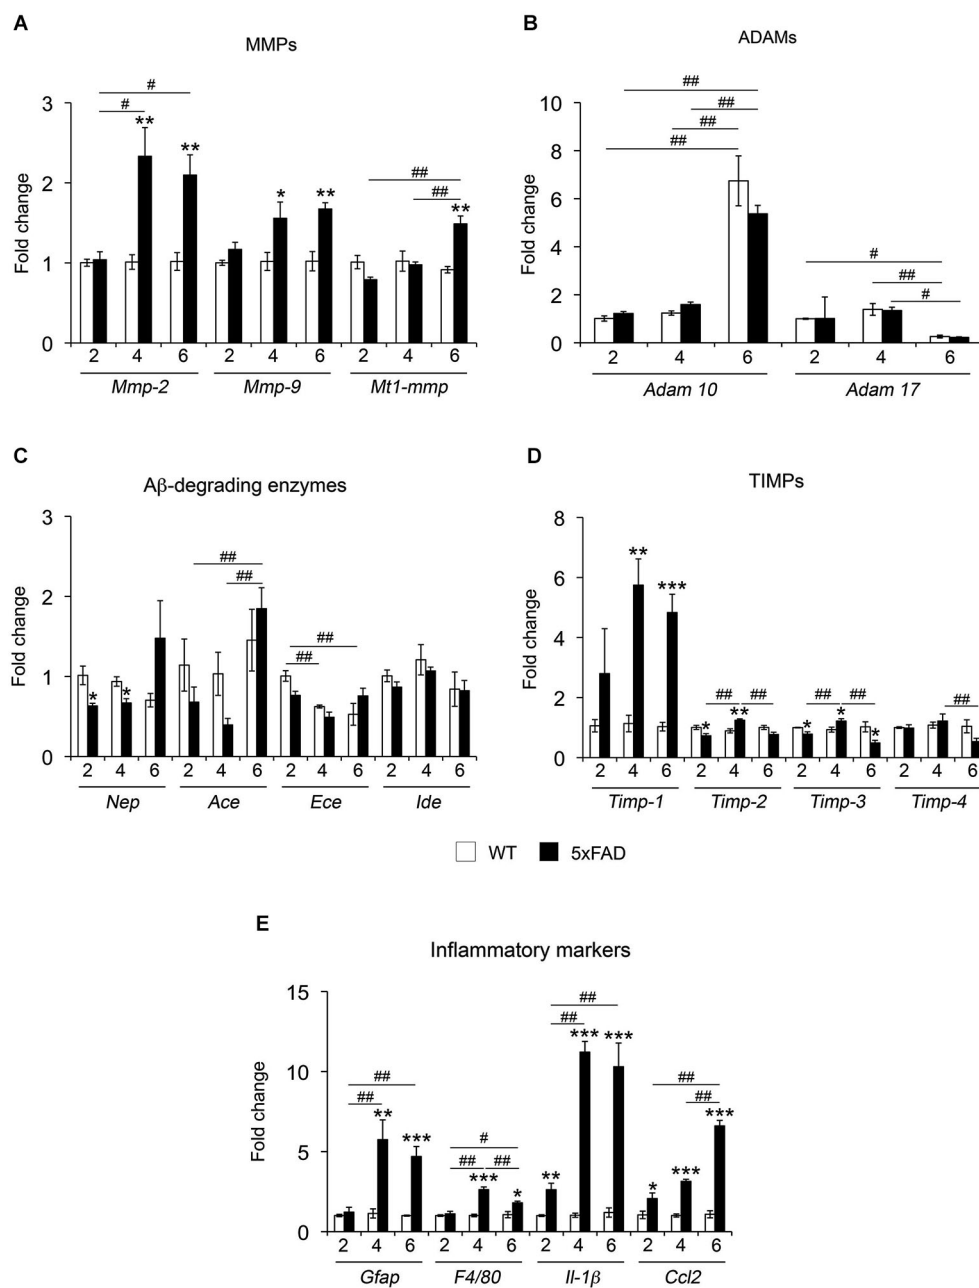 A
MMPs
Fold change
3
2
1
0
#
#
**
**
*
**
##
##
**
2 4 6 2 4 6 2 4 6
Mmp-2 Mmp-9 Mt1-mmp
B
ADAMs
Fold change
10
8
6
4
2
0
##
##
##
##
#
##
#
2 4 6 2 4 6
Adam 10 Adam 17
C
Aβ-degrading enzymes
Fold change
3
2
1
0
*
*
##
##
##
##
2 4 6 2 4 6 2 4 6 2 4 6
Nep Ace Ece Ide
D
TIMPs
Fold change
8
6
4
2
0
**
***
## ##
* **
## ##
* * *
##
2 4 6 2 4 6 2 4 6 2 4 6
Timp-1 Timp-2 Timp-3 Timp-4
WT 5xFAD
E
Inflammatory markers
Fold change
15
10
5
0
##
##
**
***
#
## ##
***
*
##
##
**
***
***
##
##
*
***
***
2 4 6 2 4 6 2 4 6 2 4 6
Gfap F4/80 Il-1β Ccl2